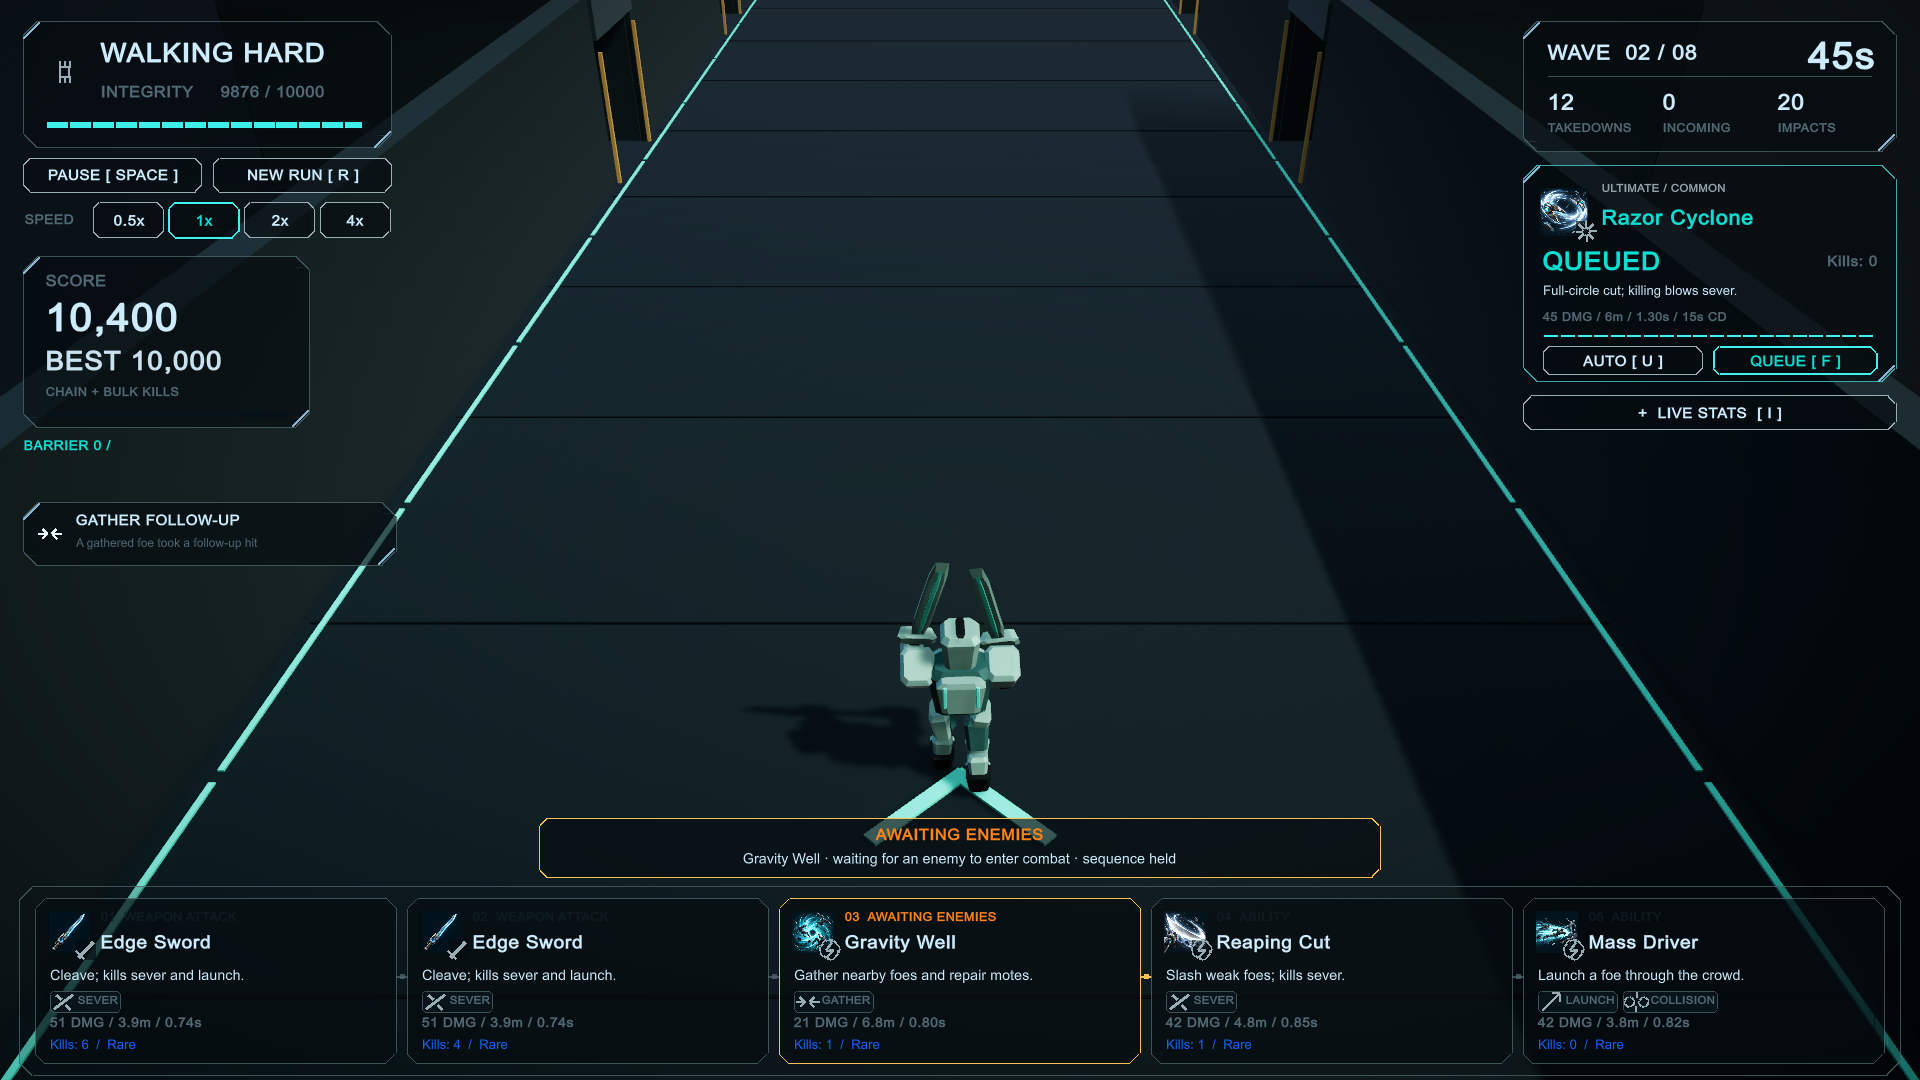 WALKING HARD
INTEGRITY 9876 / 10000
PAUSE [ SPACE ]
NEW RUN [ R ]
SPEED 0.5x 1x 2x 4x
SCORE
10,400
BEST 10,000
CHAIN + BULK KILLS
BARRIER 0 /
GATHER FOLLOW-UP
A gathered foe took a follow-up hit
WAVE 02 / 08 45s
12 0 20
TAKEDOWNS INCOMING IMPACTS
ULTIMATE / COMMON
Razor Cyclone
QUEUED Kills: 0
Full-circle cut; killing blows sever.
45 DMG / 6m / 1.30s / 15s CD
AUTO [ U ] QUEUE [ F ]
+ LIVE STATS [ I ]
AWAITING ENEMIES
Gravity Well · waiting for an enemy to enter combat · sequence held
01 WEAPON ATTACK
Edge Sword
Cleave; kills sever and launch.
SEVER
51 DMG / 3.9m / 0.74s
Kills: 6 / Rare
02 WEAPON ATTACK
Edge Sword
Cleave; kills sever and launch.
SEVER
51 DMG / 3.9m / 0.74s
Kills: 4 / Rare
03 AWAITING ENEMIES
Gravity Well
Gather nearby foes and repair motes.
GATHER
21 DMG / 6.8m / 0.80s
Kills: 1 / Rare
04 ABILITY
Reaping Cut
Slash weak foes; kills sever.
SEVER
42 DMG / 4.8m / 0.85s
Kills: 1 / Rare
05 ABILITY
Mass Driver
Launch a foe through the crowd.
LAUNCH COLLISION
42 DMG / 3.8m / 0.82s
Kills: 0 / Rare